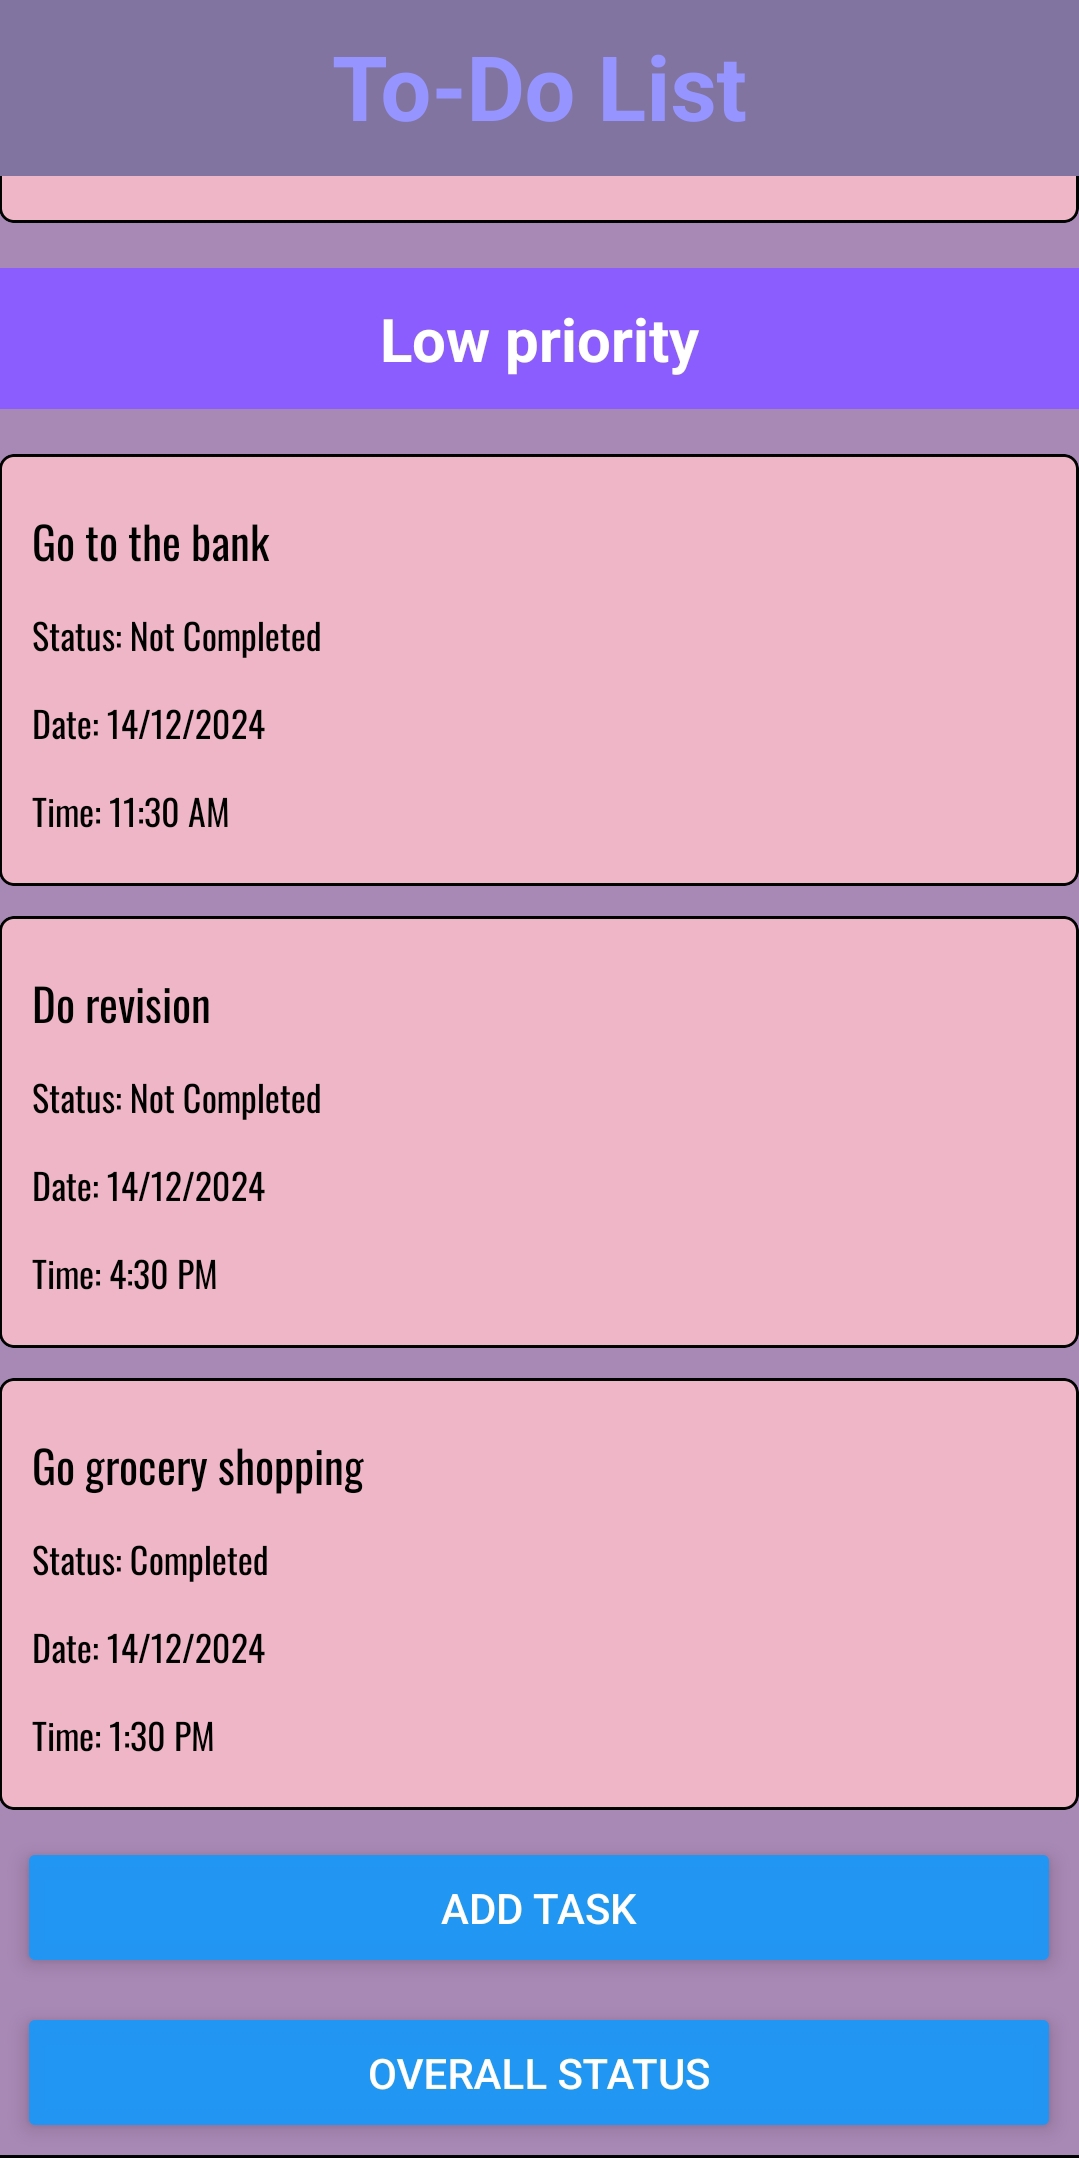 To-Do List
Low priority
Go to the bank
Status: Not Completed
Date: 14/12/2024
Time: 11:30 AM
Do revision
Status: Not Completed
Date: 14/12/2024
Time: 4:30 PM
Go grocery shopping
Status: Completed
Date: 14/12/2024
Time: 1:30 PM
ADD TASK
OVERALL STATUS